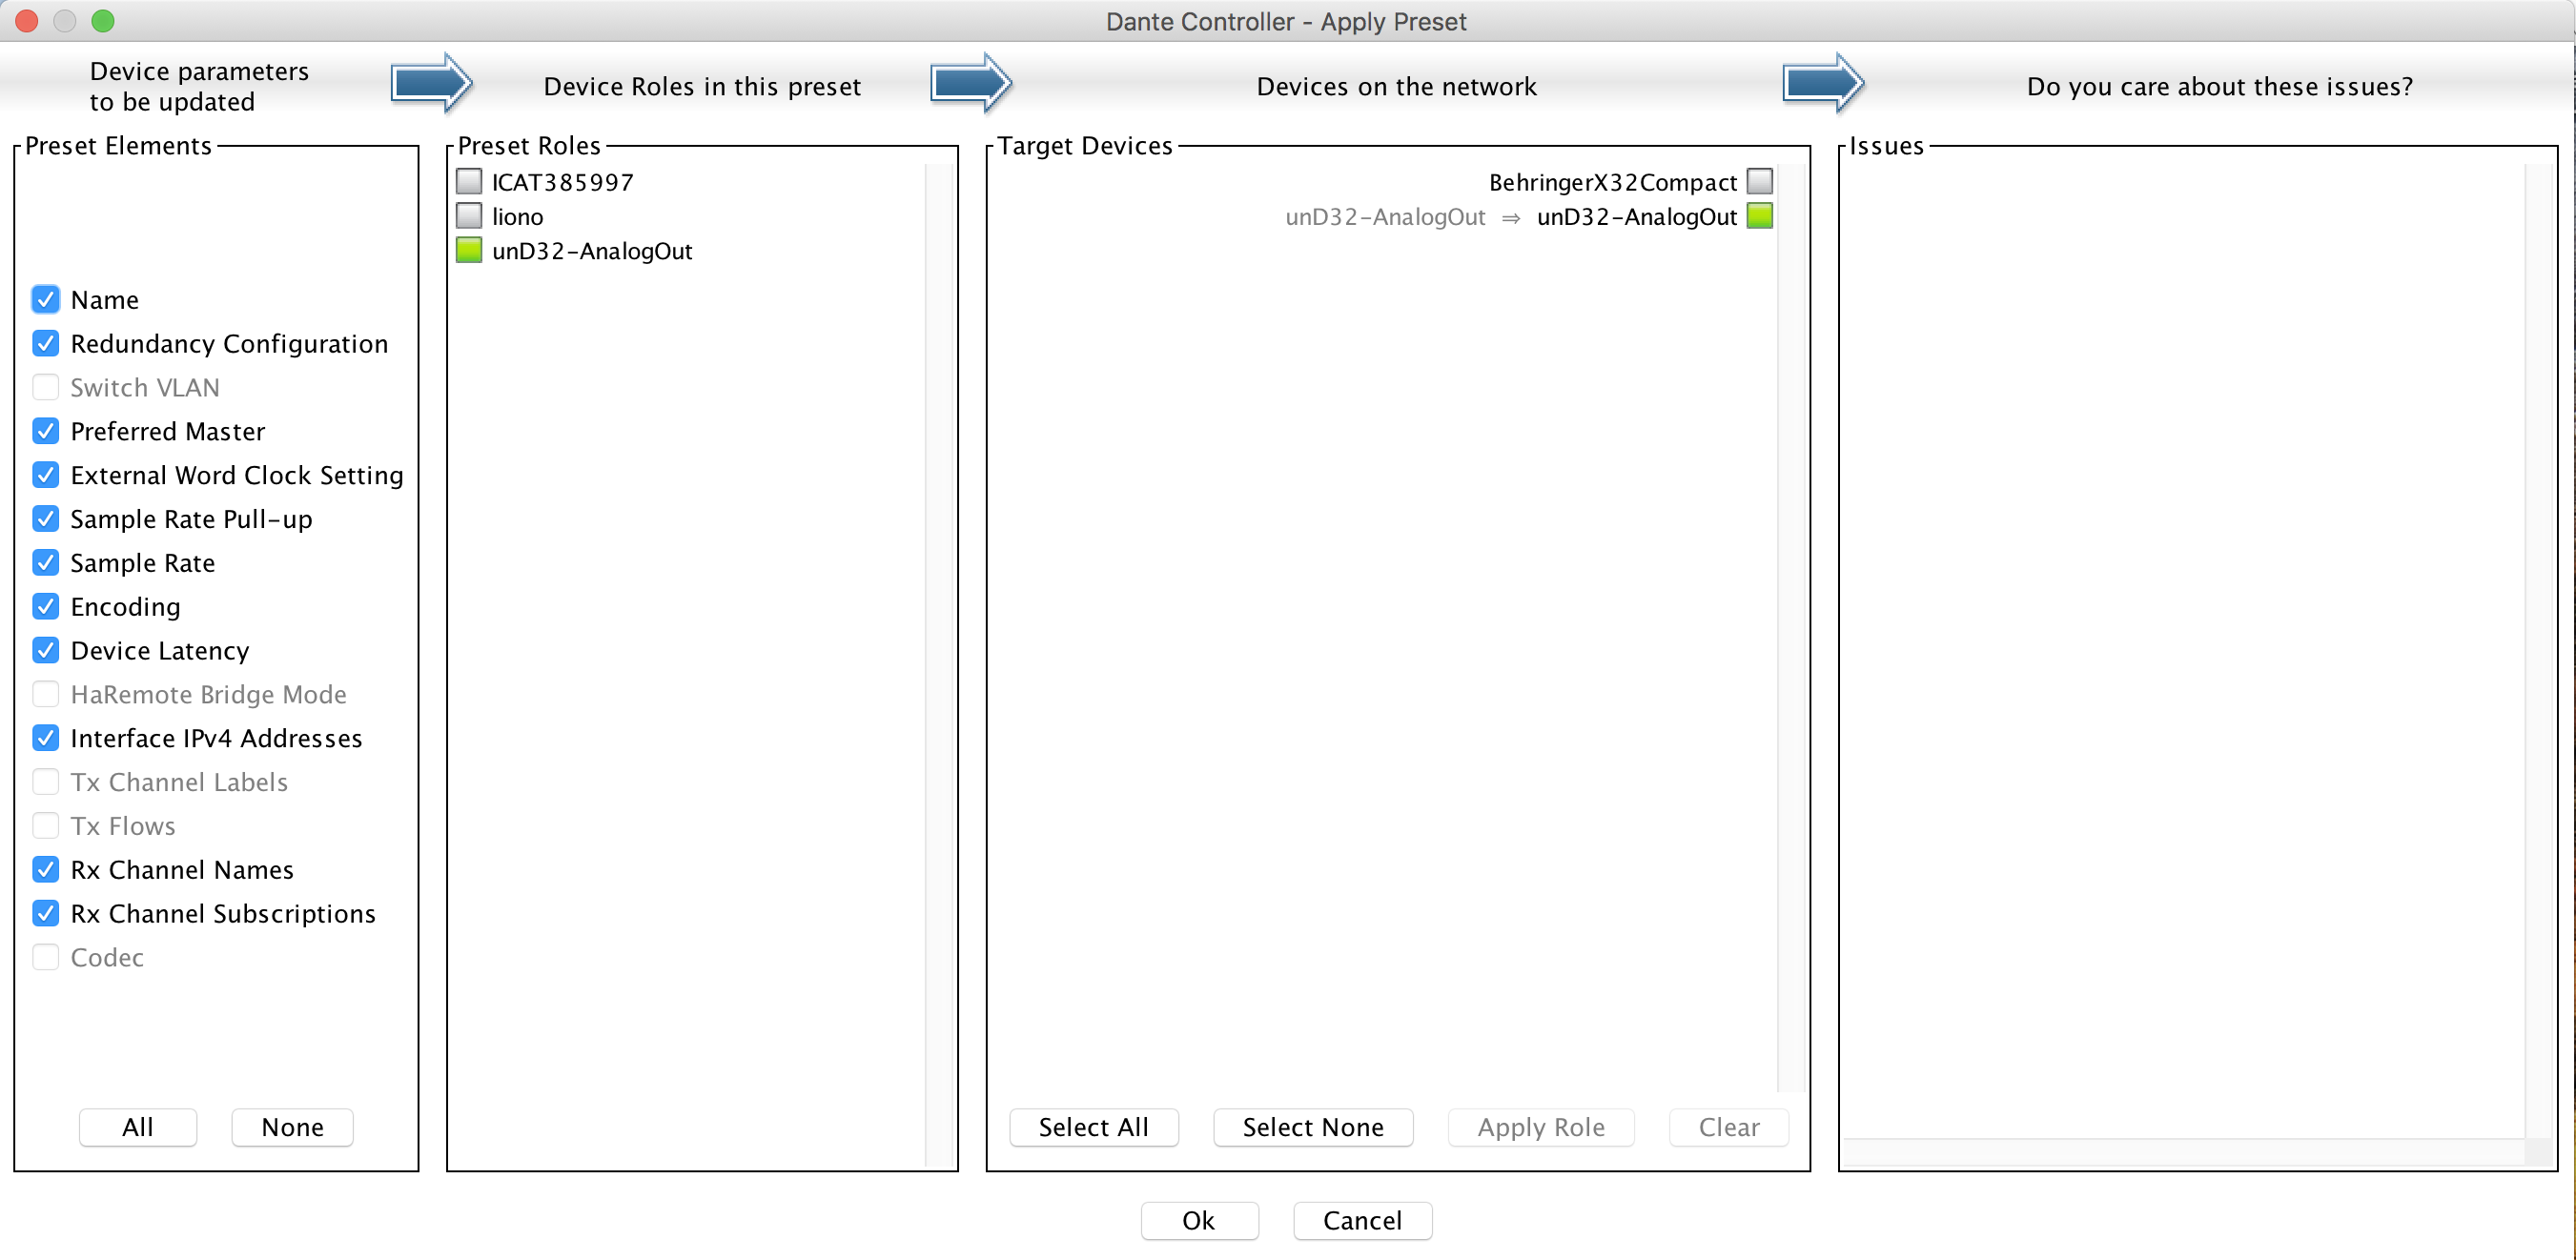 Dante Controller - Apply Preset
Device parameters
to be updated
Device Roles in this preset
Devices on the network
Do you care about these issues?
Preset Elements
Name
Redundancy Configuration
Switch VLAN
Preferred Master
External Word Clock Setting
Sample Rate Pull-up
Sample Rate
Encoding
Device Latency
HaRemote Bridge Mode
Interface IPv4 Addresses
Tx Channel Labels
Tx Flows
Rx Channel Names
Rx Channel Subscriptions
Codec
All None
Preset Roles
ICAT385997
liono
unD32-AnalogOut
Target Devices
BehringerX32Compact
unD32-AnalogOut ⇒ unD32-AnalogOut
Select All Select None Apply Role Clear
Issues
Ok Cancel